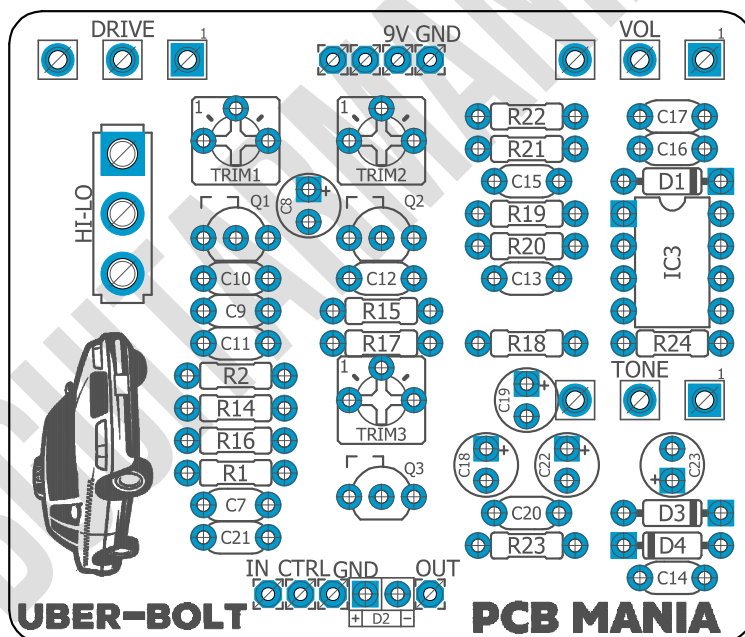 DRIVE
1
9V GND
VOL
1
1
TRIM1
1
TRIM2
R22
C17
R21
C16
C15
D1
HI-LO
Q1
C8
+
Q2
R19
R20
IC3
C10
C12
C13
C9
R15
C11
R17
R18
R24
R2
1
C19
+
TONE
1
R14
TRIM3
R16
C18
+
C22
+
C23
+
R1
Q3
TAXI
C7
C20
D3
C21
R23
D4
IN CTRL GND
OUT
C14
+ D2 -
UBER-BOLT
PCB MANIA